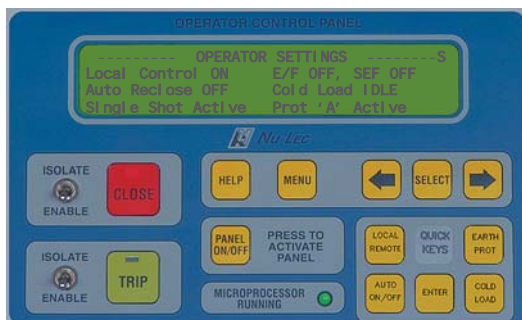 OPERATOR CONTROL PANEL
--------- OPERATOR SETTINGS --------S
Local Control ON E/F OFF, SEF OFF
Auto Reclose OFF Cold Load IDLE
Single Shot Active Prot 'A' Active
Nu-Lec
ISOLATE
ENABLE
CLOSE
HELP
MENU
SELECT
ISOLATE
ENABLE
TRIP
PANEL
ON/OFF
PRESS TO
ACTIVATE
PANEL
MICROPROCESSOR
RUNNING
LOCAL
REMOTE
QUICK
KEYS
EARTH
PROT
AUTO
ON/OFF
ENTER
COLD
LOAD